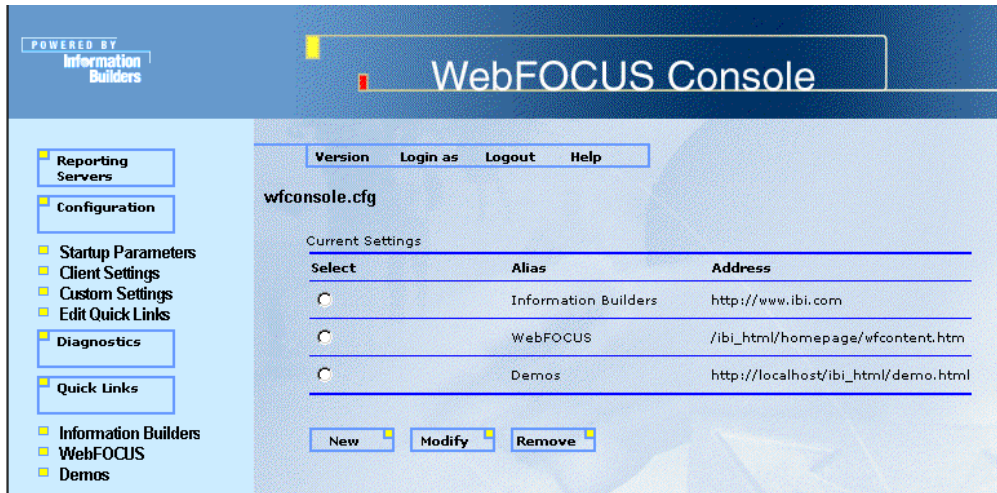 POWERED BY
Information
Builders
WebFOCUS Console
Reporting
Servers
Configuration
Startup Parameters
Client Settings
Custom Settings
Edit Quick Links
Diagnostics
Quick Links
Information Builders
WebFOCUS
Demos
Version Login as Logout Help
wfconsole.cfg
Current Settings
Select Alias Address
Information Builders http://www.ibi.com
WebFOCUS /ibi_html/homepage/wfcontent.htm
Demos http://localhost/ibi_html/demo.html
New Modify Remove